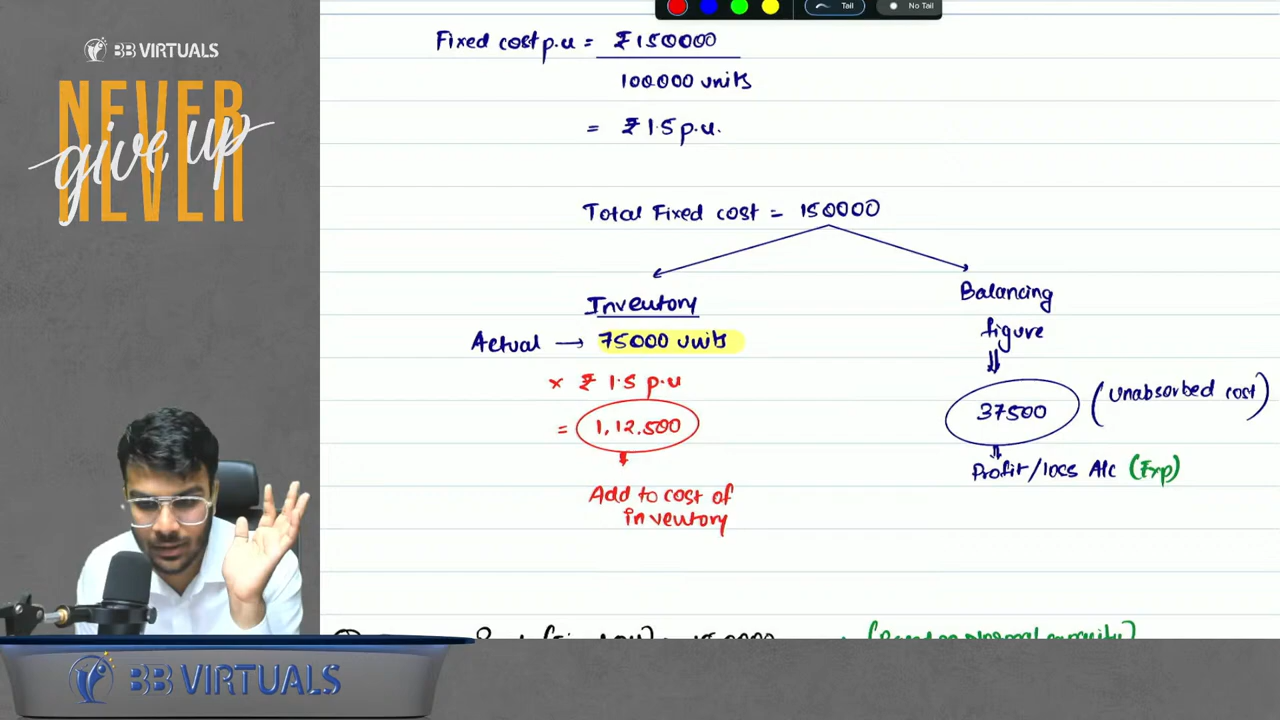 Tail
No Tail
BB VIRTUALS
NEVER
give up
NEVER
Fixed cost p.u = ₹150000
100000 units
= ₹1.5 p.u.
Total Fixed cost = 150000
Inventory
Actual → 75000 units
× ₹ 1.5 p.u
= 1,12,500
Add to cost of
inventory
Balancing
figure
37500 (Unabsorbed cost)
Profit/loss A/c (Exp)
150000
BB VIRTUALS